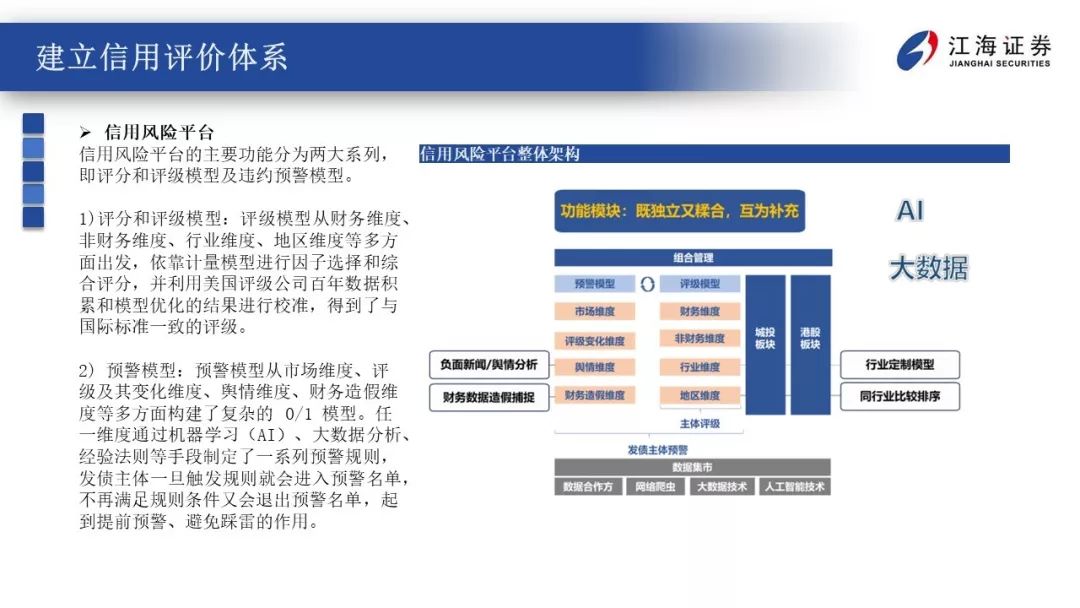 建立信用评价体系
江海证券
JIANGHAI SECURITIES
➢ 信用风险平台
信用风险平台的主要功能分为两大系列，
即评分和评级模型及违约预警模型。
1)评分和评级模型：评级模型从财务维度、
非财务维度、行业维度、地区维度等多方
面出发，依靠计量模型进行因子选择和综
合评分，并利用美国评级公司百年数据积
累和模型优化的结果进行校准，得到了与
国际标准一致的评级。
2) 预警模型：预警模型从市场维度、评
级及其变化维度、舆情维度、财务造假维
度等多方面构建了复杂的 0/1 模型。任
一维度通过机器学习（AI）、大数据分析、
经验法则等手段制定了一系列预警规则，
发债主体一旦触发规则就会进入预警名单，
不再满足规则条件又会退出预警名单，起
到提前预警、避免踩雷的作用。
信用风险平台整体架构
功能模块：既独立又糅合，互为补充
AI
大数据
组合管理
预警模型
评级模型
市场维度
财务维度
评级变化维度
非财务维度
舆情维度
行业维度
财务造假维度
地区维度
城投
板块
港股
板块
负面新闻/舆情分析
财务数据造假捕捉
行业定制模型
同行业比较排序
主体评级
发债主体预警
数据集市
数据合作方
网络爬虫
大数据技术
人工智能技术